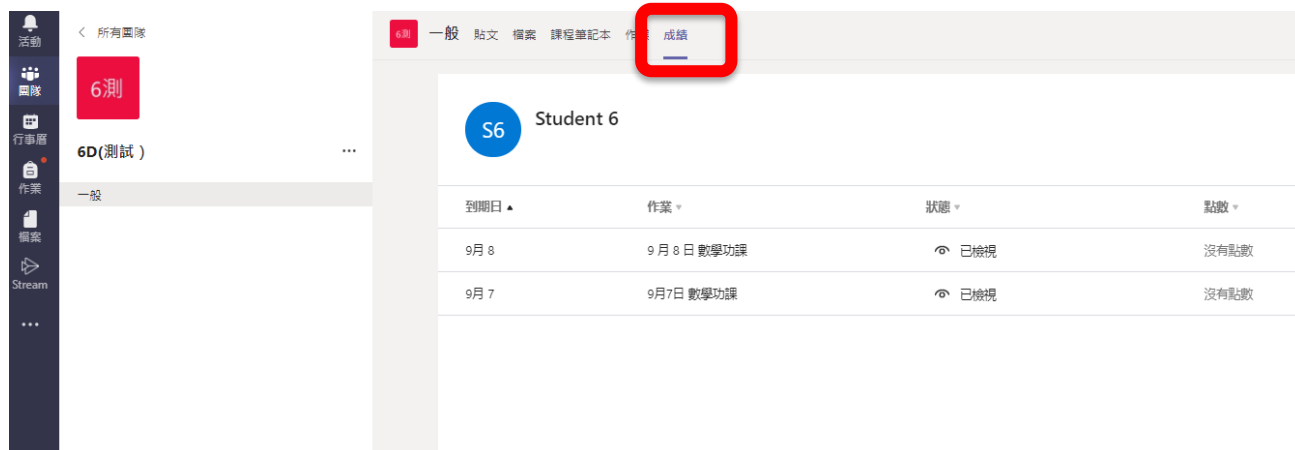 活動
團隊
行事曆
作業
檔案
Stream
所有團隊
6測
6D(測試)
一般
6測 一般 貼文 檔案 課程筆記本 成績
S6 Student 6
到期日 作業 狀態 點數
9月 8 9 月 8 日 數學功課 已檢視 沒有點數
9月 7 9月7日 數學功課 已檢視 沒有點數